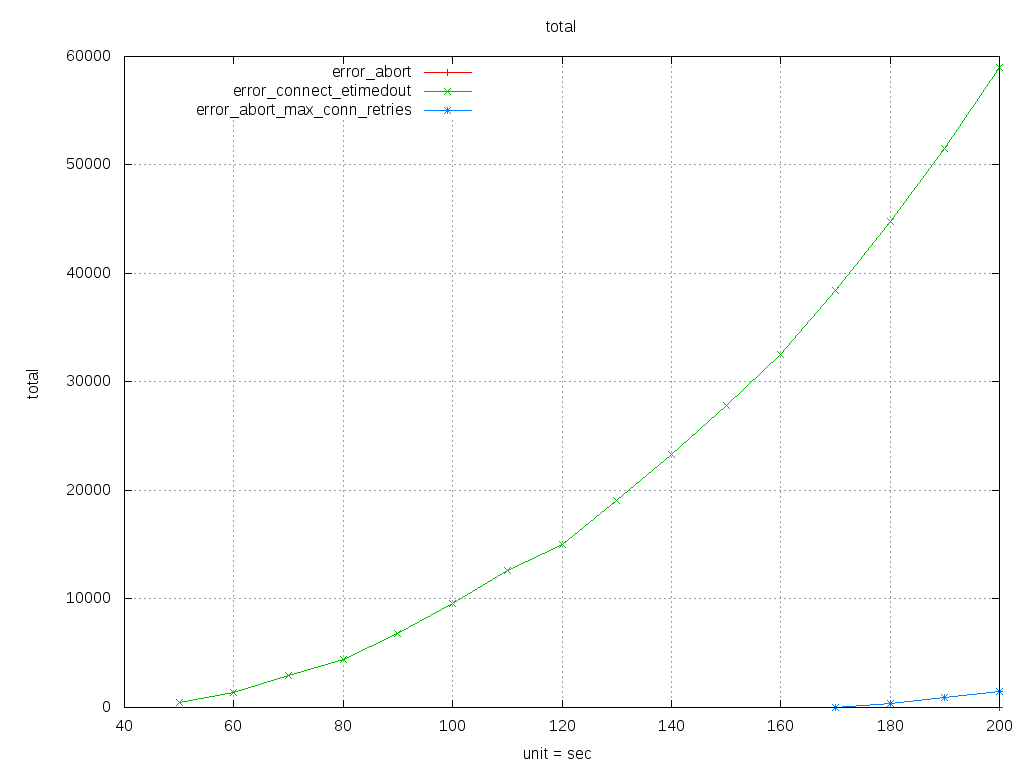 total
60000
50000
40000
30000
20000
10000
0
total
error_abort
error_connect_etimedout
error_abort_max_conn_retries
40 60 80 100 120 140 160 180 200
unit = sec